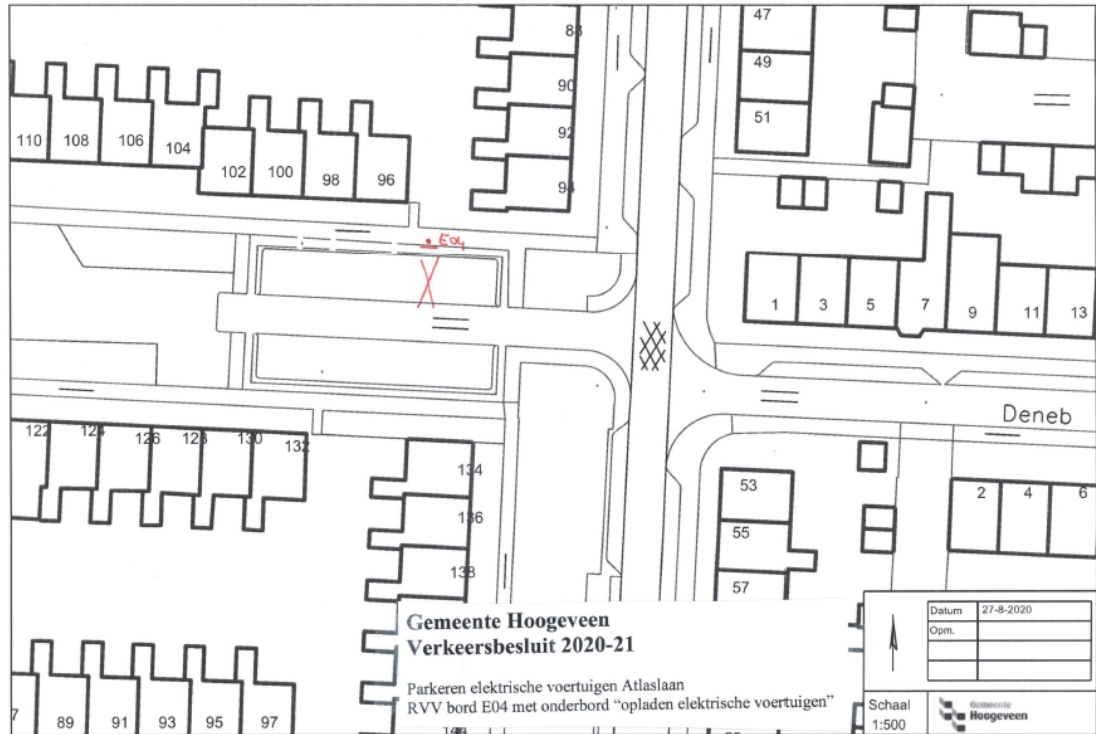 88
90
92
94
47
49
51
110 108 106 104
102 100 98 96
E04
1 3 5 7 9 11 13
Deneb
122 124 126 128 130 132
134
136
138
53
55
57
2 4 6
89 91 93 95 97
Gemeente Hoogeveen
Verkeersbesluit 2020-21
Parkeren elektrische voertuigen Atlaslaan
RVV bord E04 met onderbord “opladen elektrische voertuigen”
Datum 27-8-2020
Opm.
Schaal
1:500
Gemeente
Hoogeveen